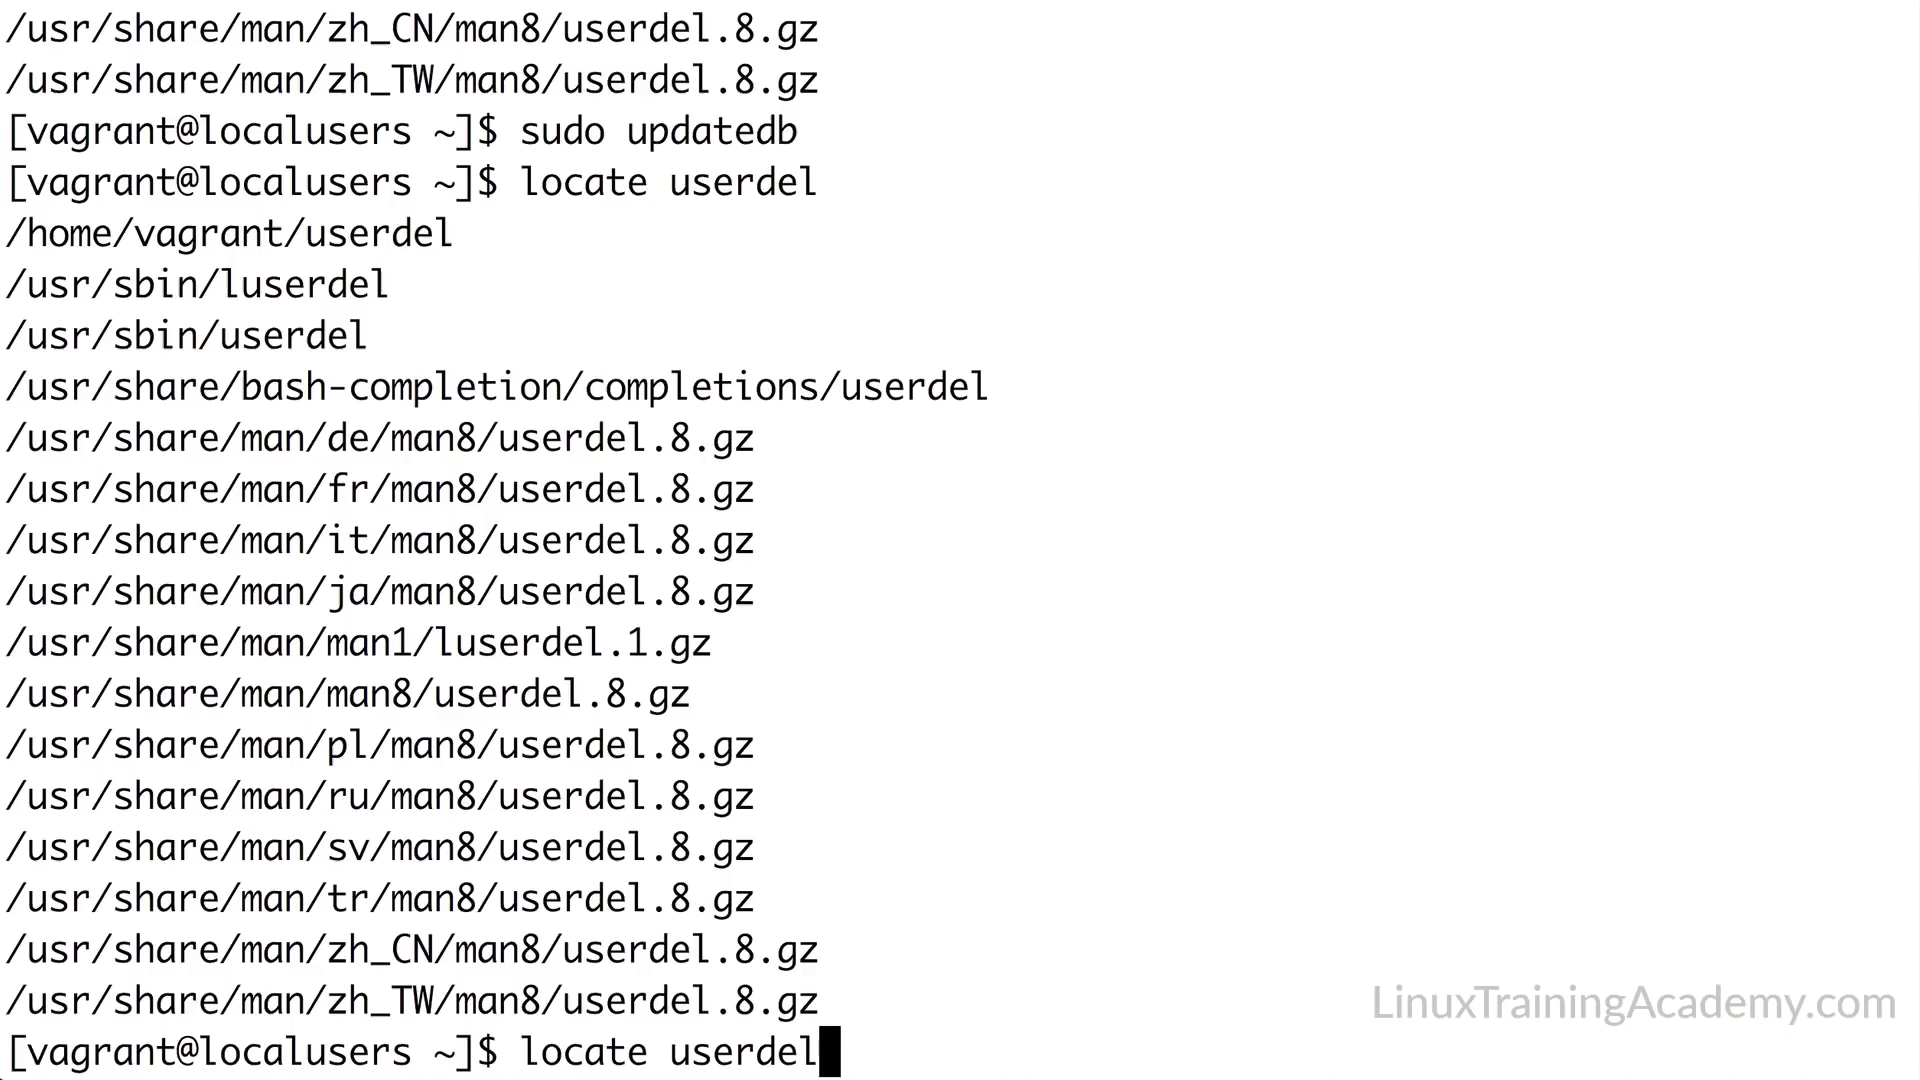 /usr/share/man/zh_CN/man8/userdel.8.gz
/usr/share/man/zh_TW/man8/userdel.8.gz
[vagrant@localusers ~]$ sudo updatedb
[vagrant@localusers ~]$ locate userdel
/home/vagrant/userdel
/usr/sbin/luserdel
/usr/sbin/userdel
/usr/share/bash-completion/completions/userdel
/usr/share/man/de/man8/userdel.8.gz
/usr/share/man/fr/man8/userdel.8.gz
/usr/share/man/it/man8/userdel.8.gz
/usr/share/man/ja/man8/userdel.8.gz
/usr/share/man/man1/luserdel.1.gz
/usr/share/man/man8/userdel.8.gz
/usr/share/man/pl/man8/userdel.8.gz
/usr/share/man/ru/man8/userdel.8.gz
/usr/share/man/sv/man8/userdel.8.gz
/usr/share/man/tr/man8/userdel.8.gz
/usr/share/man/zh_CN/man8/userdel.8.gz
/usr/share/man/zh_TW/man8/userdel.8.gz
LinuxTrainingAcademy.com
[vagrant@localusers ~]$ locate userdel